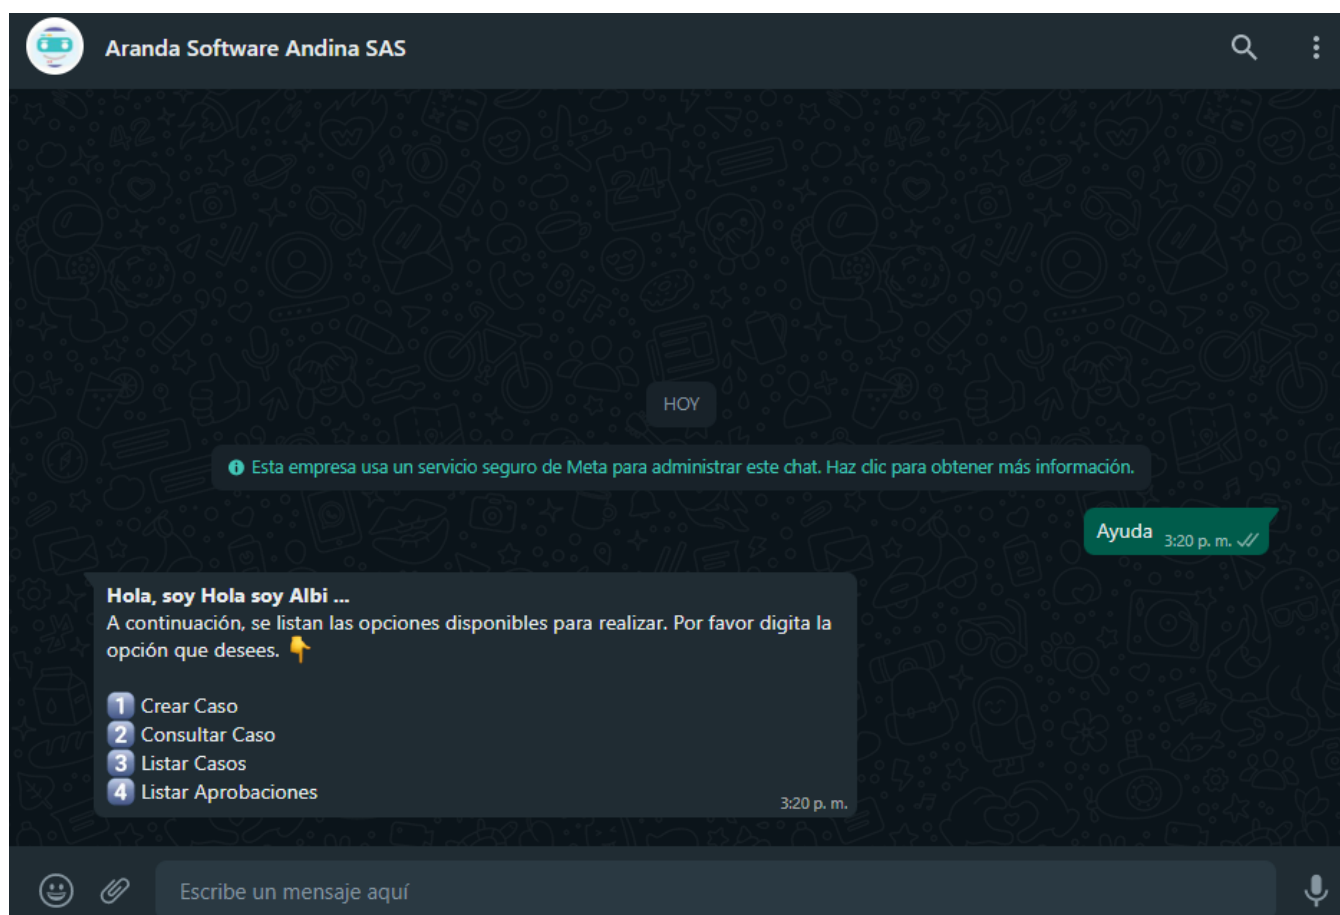 Aranda Software Andina SAS
HOY
Esta empresa usa un servicio seguro de Meta para administrar este chat. Haz clic para obtener más información.
Ayuda 3:20 p. m.
Hola, soy Hola soy Albi ...
A continuación, se listan las opciones disponibles para realizar. Por favor digita la
opción que desees. 👇
1 Crear Caso
2 Consultar Caso
3 Listar Casos
4 Listar Aprobaciones
3:20 p. m.
Escribe un mensaje aquí